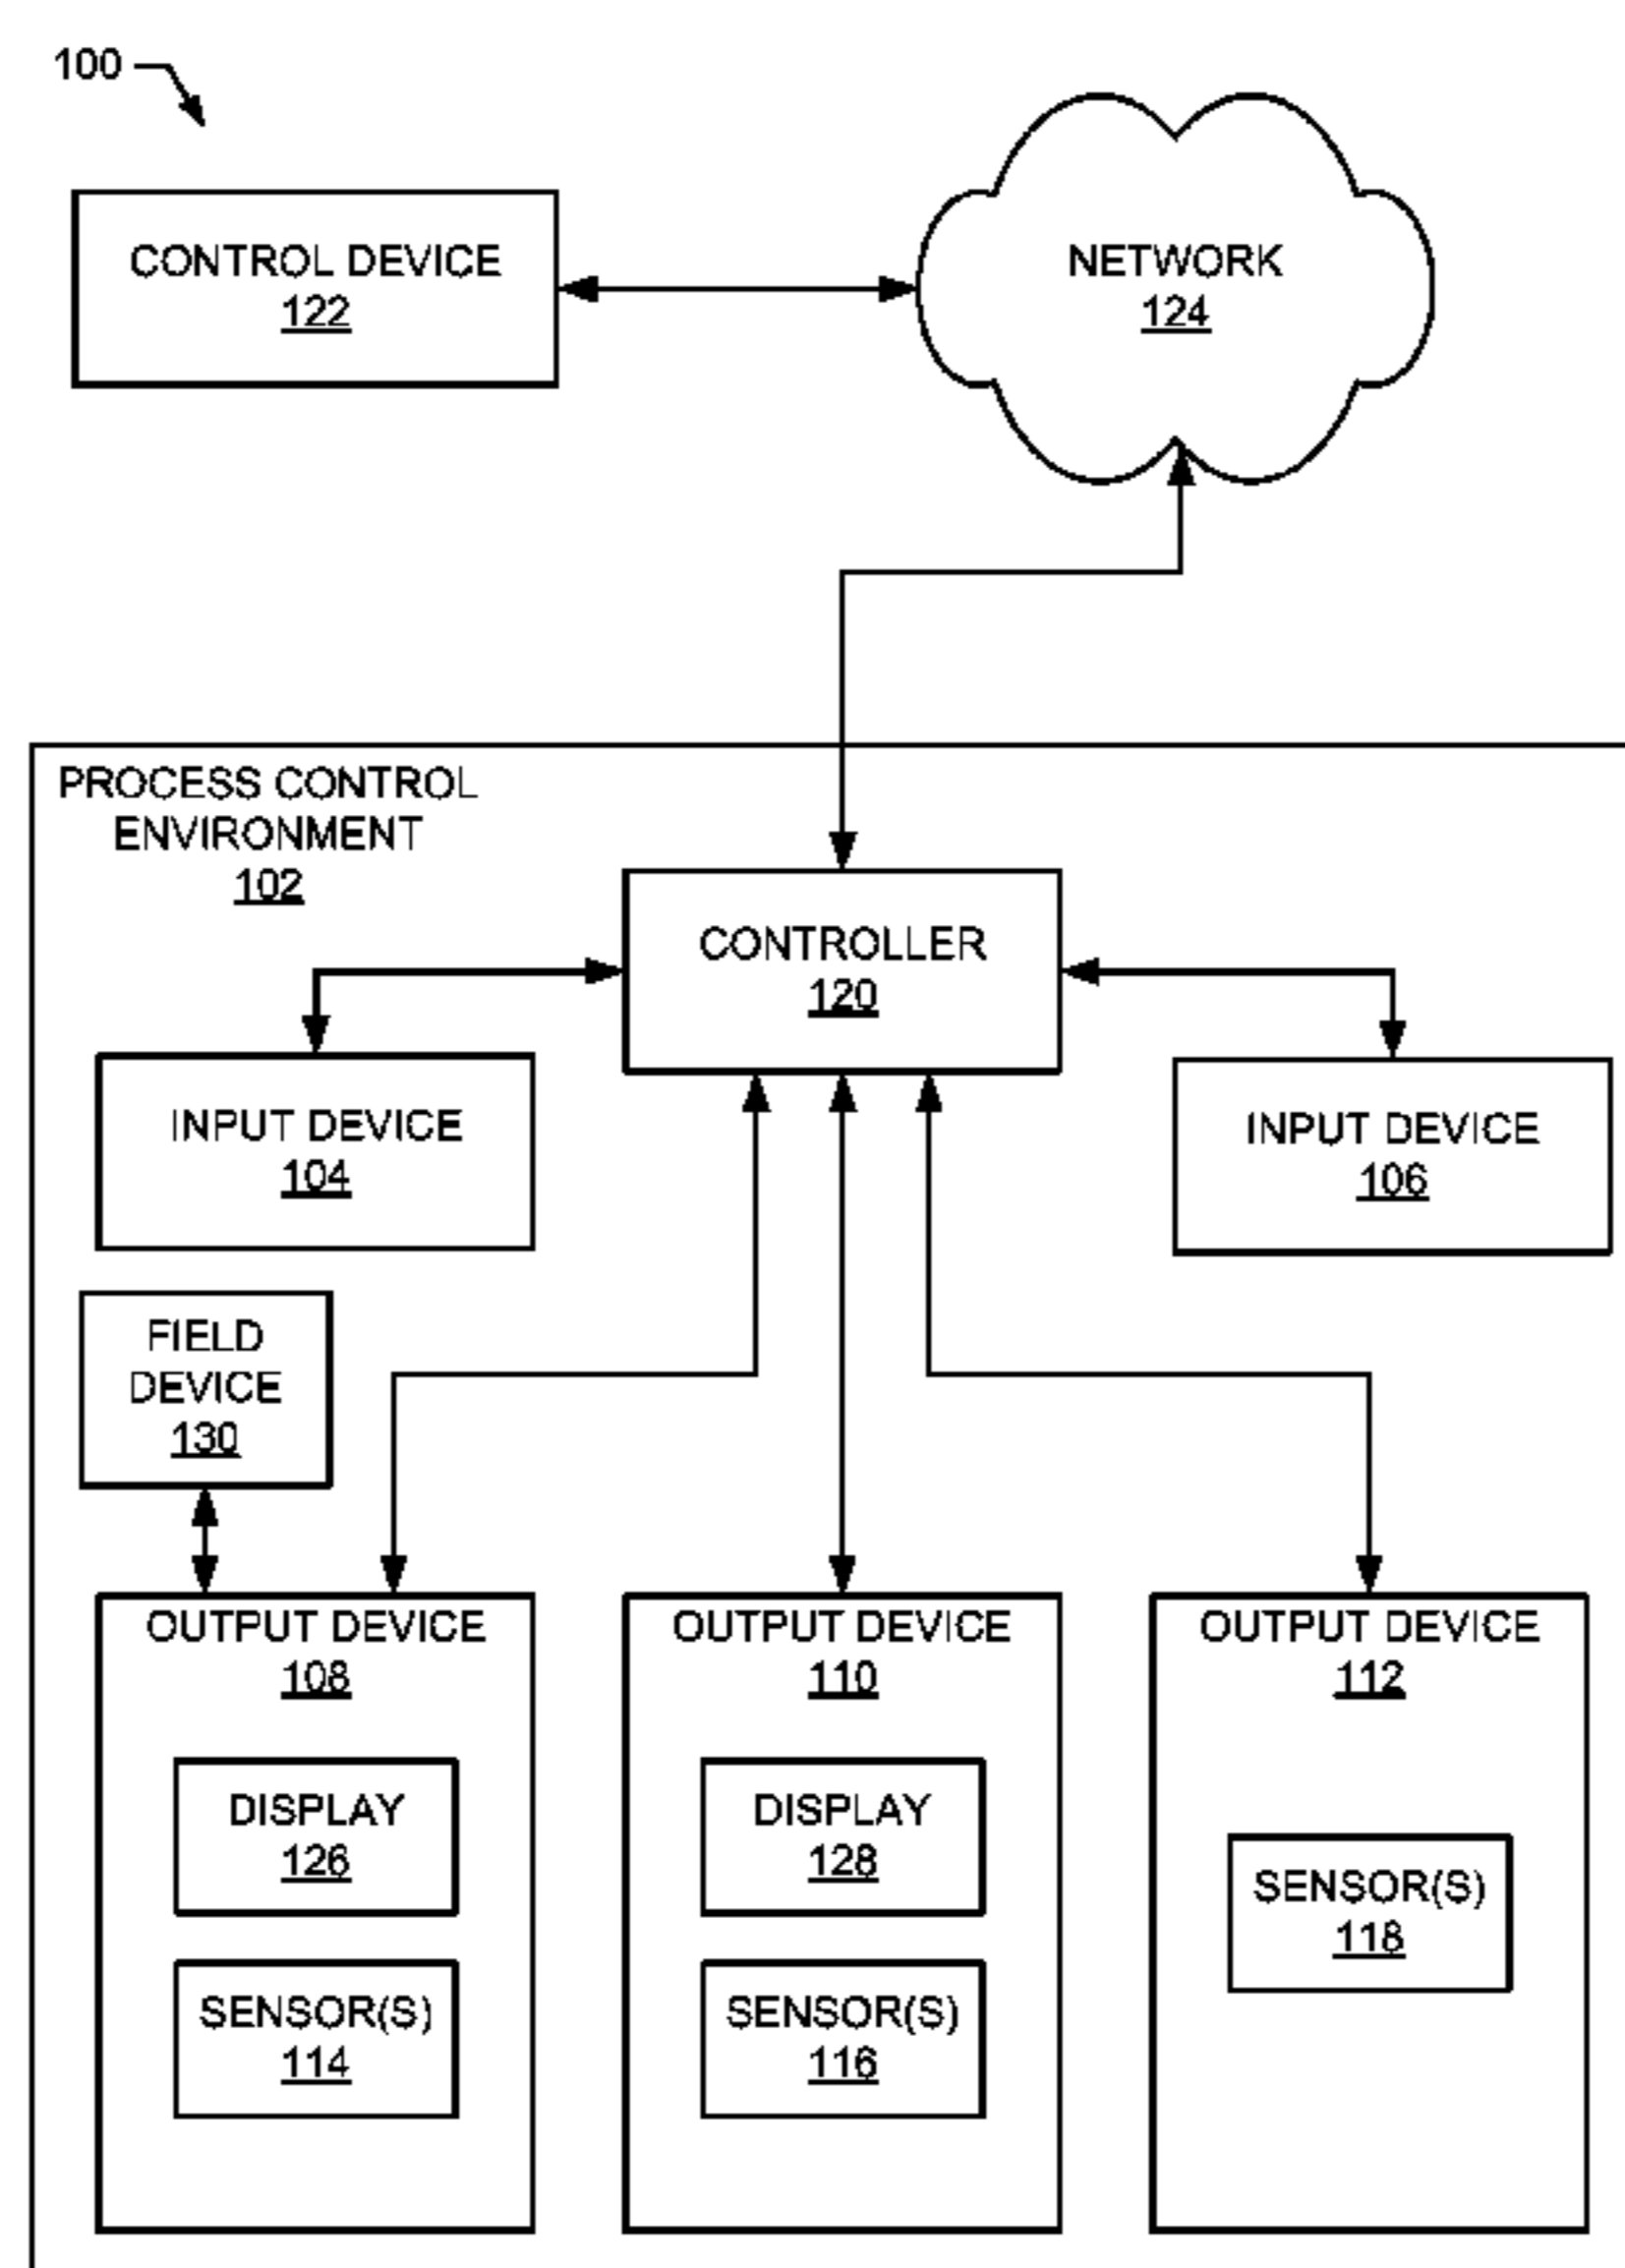 100
CONTROL DEVICE
122
NETWORK
124
PROCESS CONTROL
ENVIRONMENT
102
CONTROLLER
120
INPUT DEVICE
104
INPUT DEVICE
106
FIELD
DEVICE
130
OUTPUT DEVICE
108
DISPLAY
126
SENSOR(S)
114
OUTPUT DEVICE
110
DISPLAY
128
SENSOR(S)
116
OUTPUT DEVICE
112
SENSOR(S)
118